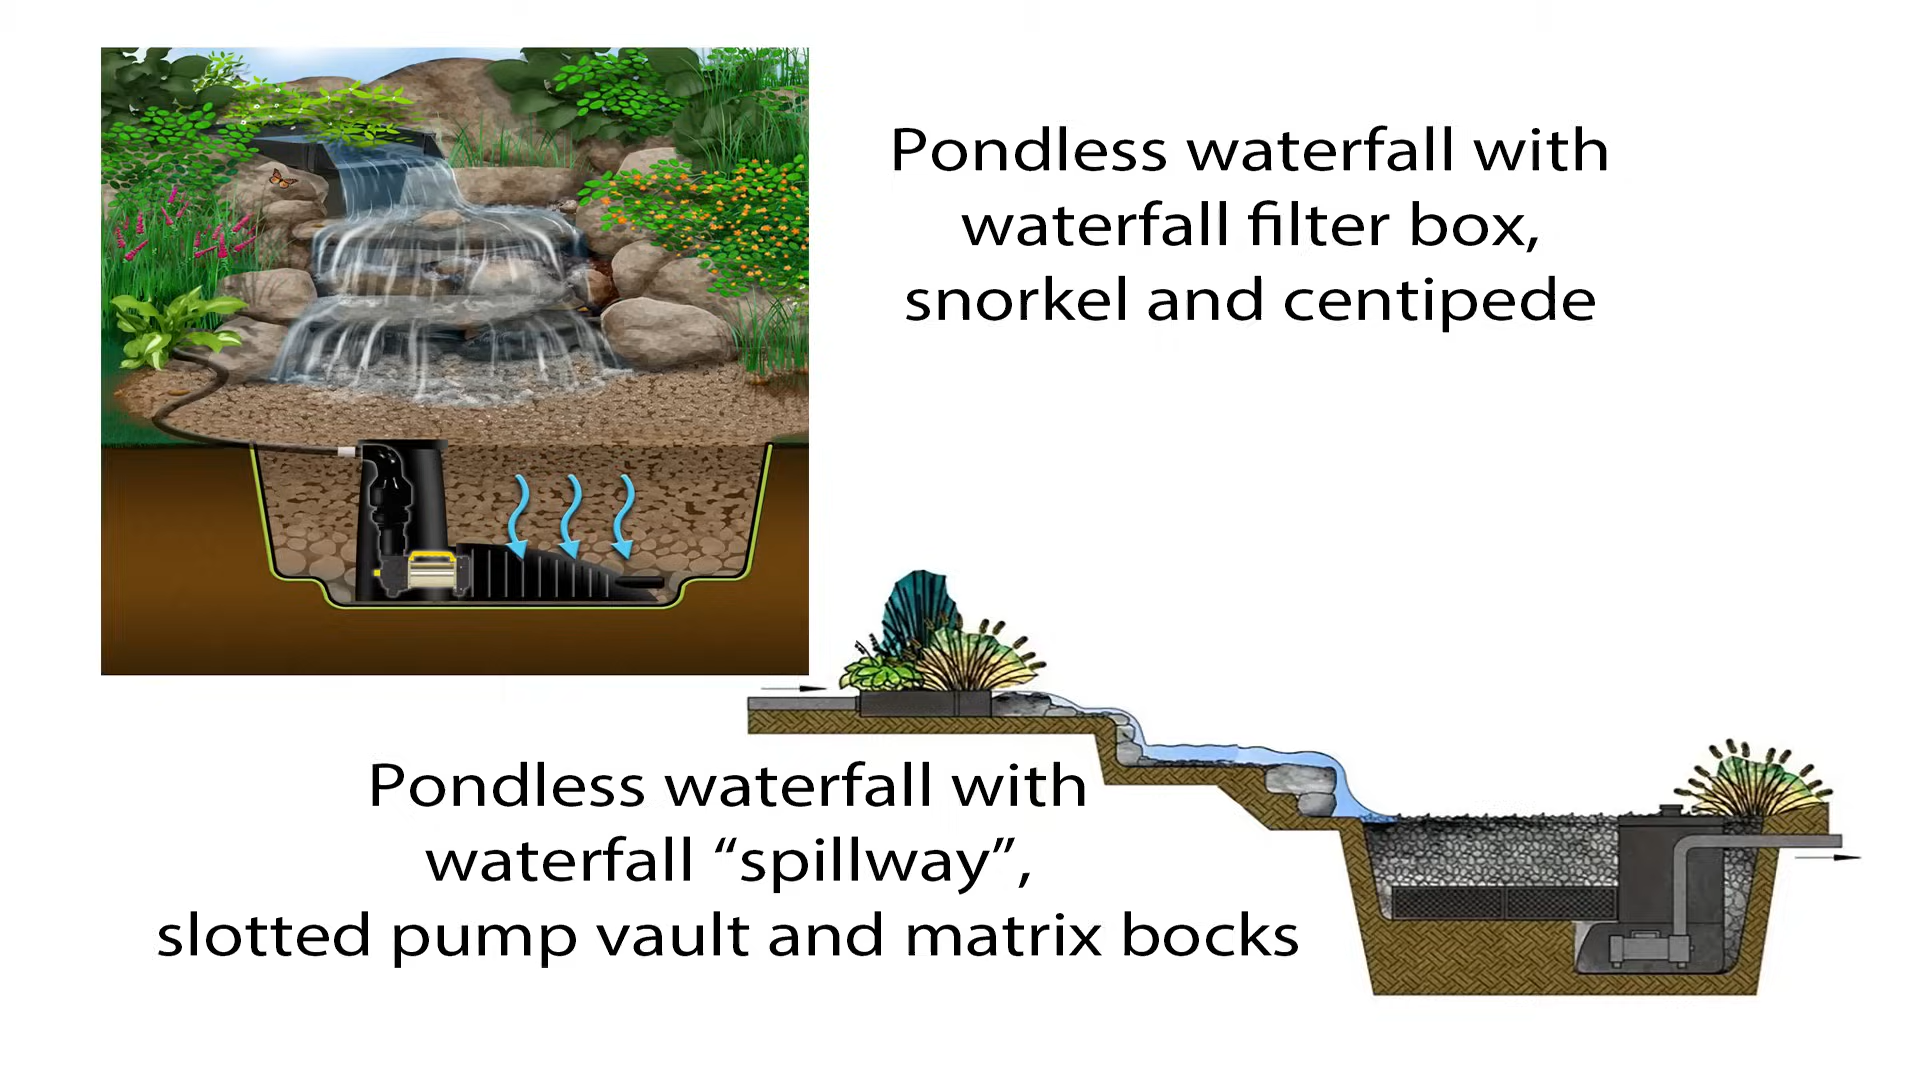 Pondless waterfall with
waterfall filter box,
snorkel and centipede
Pondless waterfall with
waterfall “spillway”,
slotted pump vault and matrix bocks